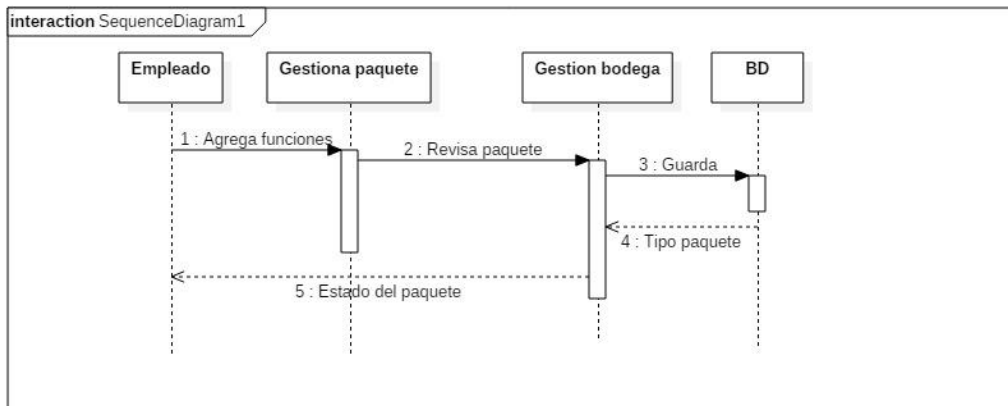 interaction SequenceDiagram1
Empleado
Gestiona paquete
Gestion bodega
BD
1 : Agrega funciones
2 : Revisa paquete
3 : Guarda
4 : Tipo paquete
5 : Estado del paquete